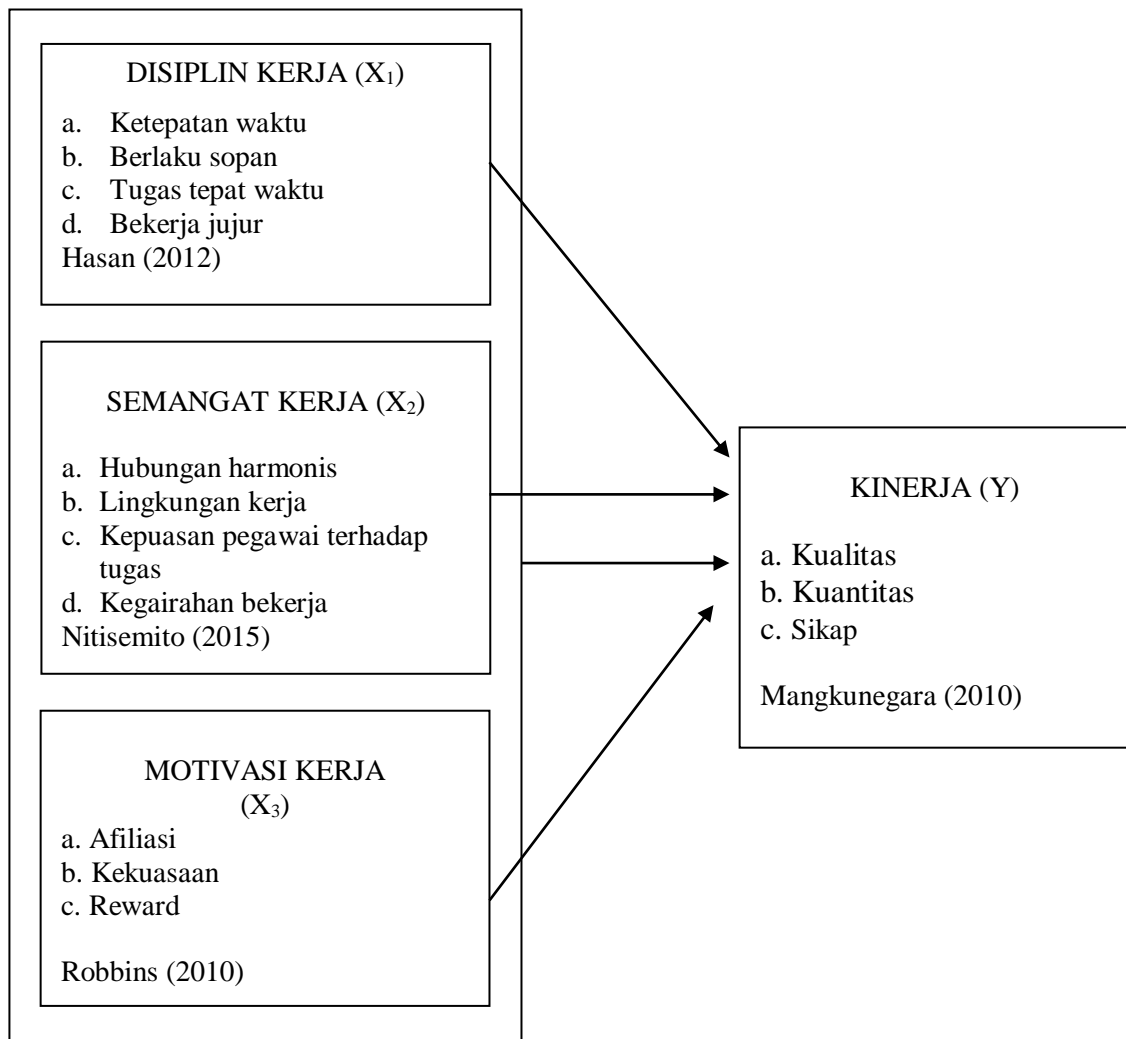 DISIPLIN KERJA (X₁)
a. Ketepatan waktu
b. Berlaku sopan
c. Tugas tepat waktu
d. Bekerja jujur
Hasan (2012)
SEMANGAT KERJA (X₂)
a. Hubungan harmonis
b. Lingkungan kerja
c. Kepuasan pegawai terhadap
tugas
d. Kegairahan bekerja
Nitisemito (2015)
MOTIVASI KERJA
(X₃)
a. Afiliasi
b. Kekuasaan
c. Reward
Robbins (2010)
KINERJA (Y)
a. Kualitas
b. Kuantitas
c. Sikap
Mangkunegara (2010)